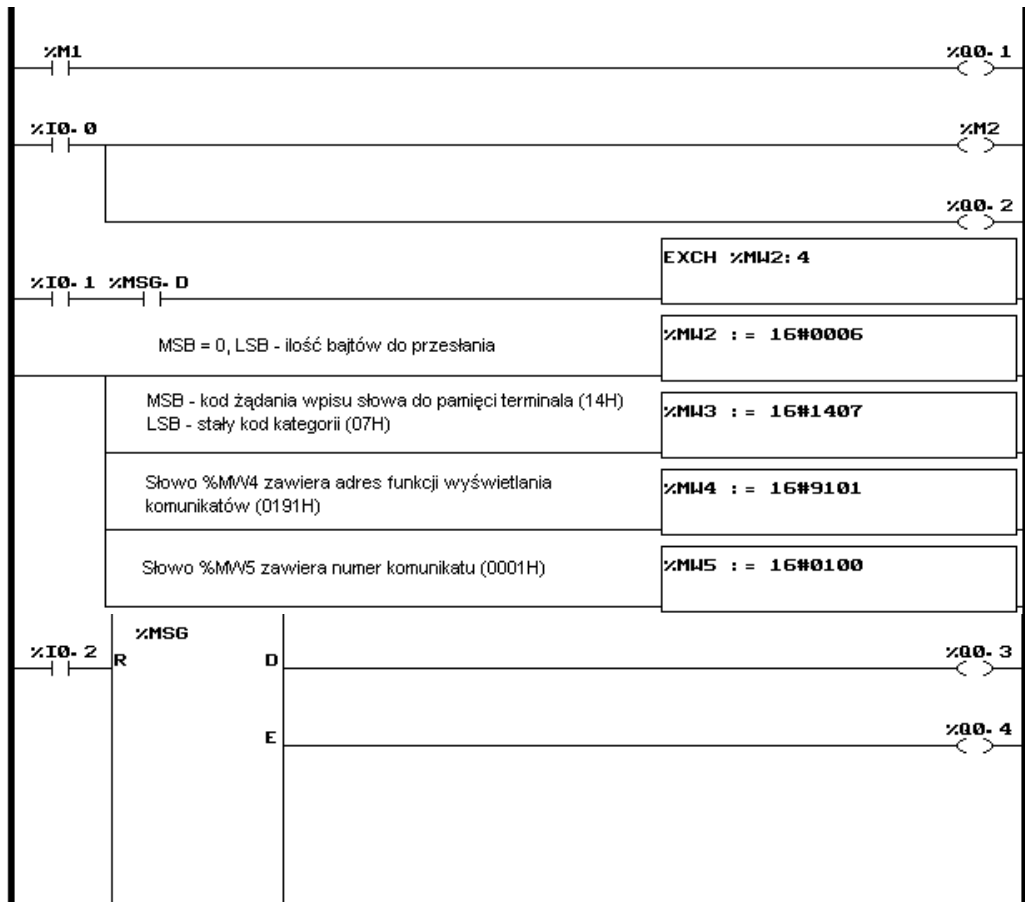 %M1 %Q0.1
%I0.0 %M2
%Q0.2
EXCH %MW2:4
%I0.1 %MSG.D
MSB = 0, LSB - ilość bajtów do przesłania
%MW2 := 16#0006
MSB - kod żądania wpisu słowa do pamięci terminala (14H)
LSB - stały kod kategorii (07H)
%MW3 := 16#1407
Słowo %MW4 zawiera adres funkcji wyświetlania
komunikatów (0191H)
%MW4 := 16#9101
Słowo %MW5 zawiera numer komunikatu (0001H)
%MW5 := 16#0100
%MSG
%I0.2 R D %Q0.3
E %Q0.4